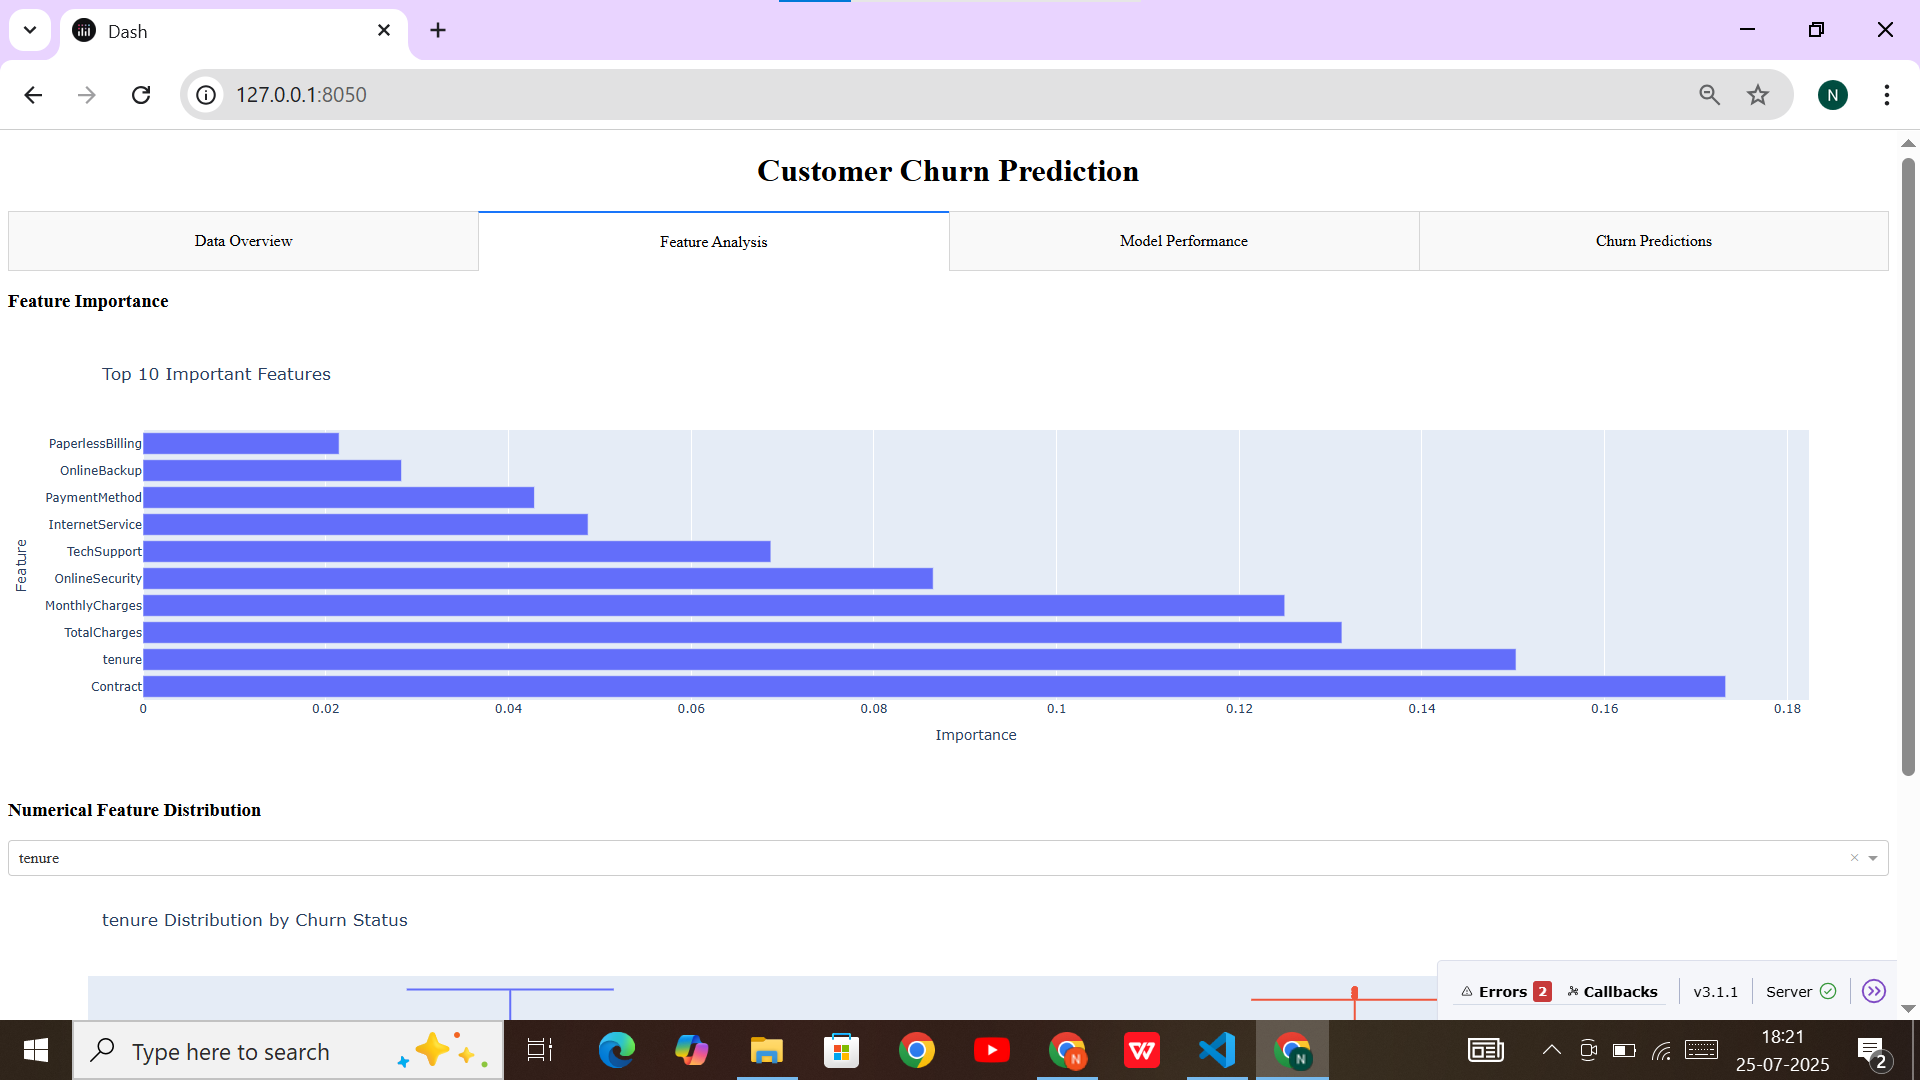 Dash
127.0.0.1:8050
N
Customer Churn Prediction
Data Overview
Feature Analysis
Model Performance
Churn Predictions
Feature Importance
Top 10 Important Features
Feature
PaperlessBilling
OnlineBackup
PaymentMethod
InternetService
TechSupport
OnlineSecurity
MonthlyCharges
TotalCharges
tenure
Contract
0 0.02 0.04 0.06 0.08 0.1 0.12 0.14 0.16 0.18
Importance
Numerical Feature Distribution
tenure
tenure Distribution by Churn Status
Errors 2 Callbacks v3.1.1 Server
Type here to search
N
W
N
18:21
25-07-2025
2